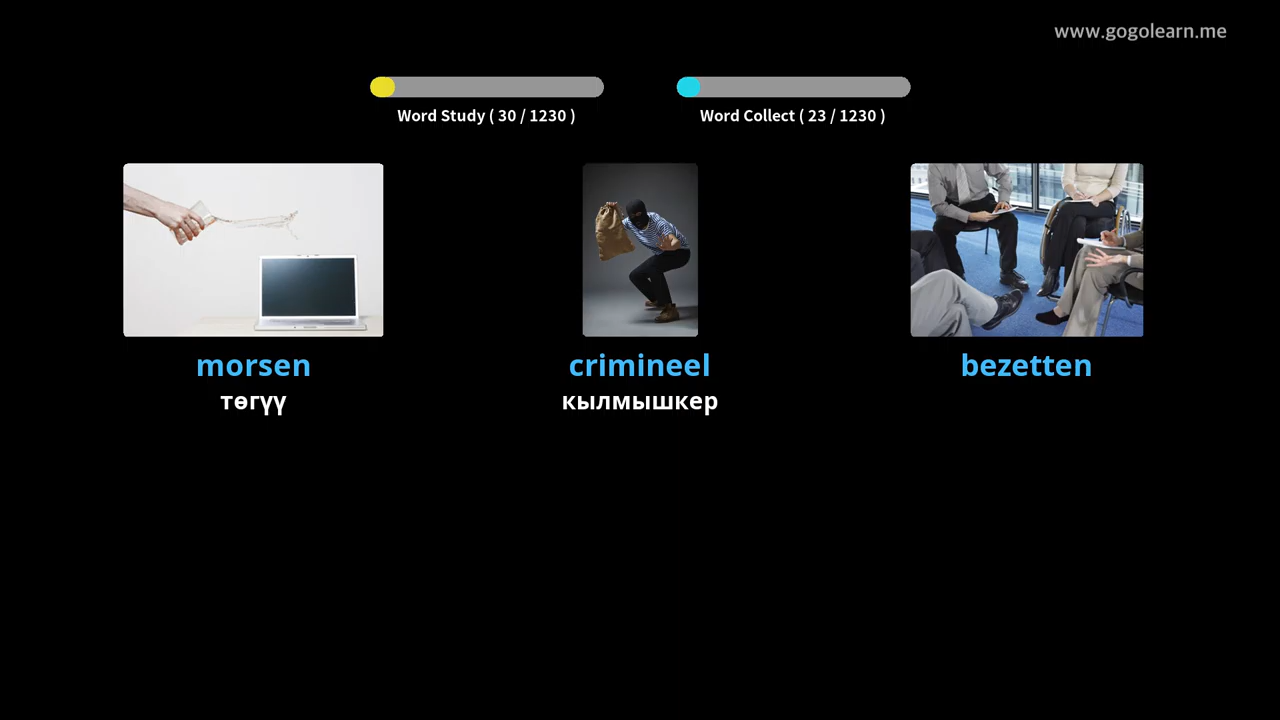 www.gogolearn.me
Word Study ( 30 / 1230 )
Word Collect ( 23 / 1230 )
morsen
төгүү
crimineel
кылмышкер
bezetten